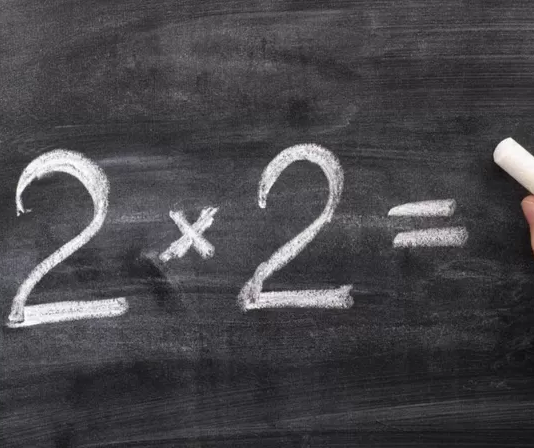 2 × 2 =